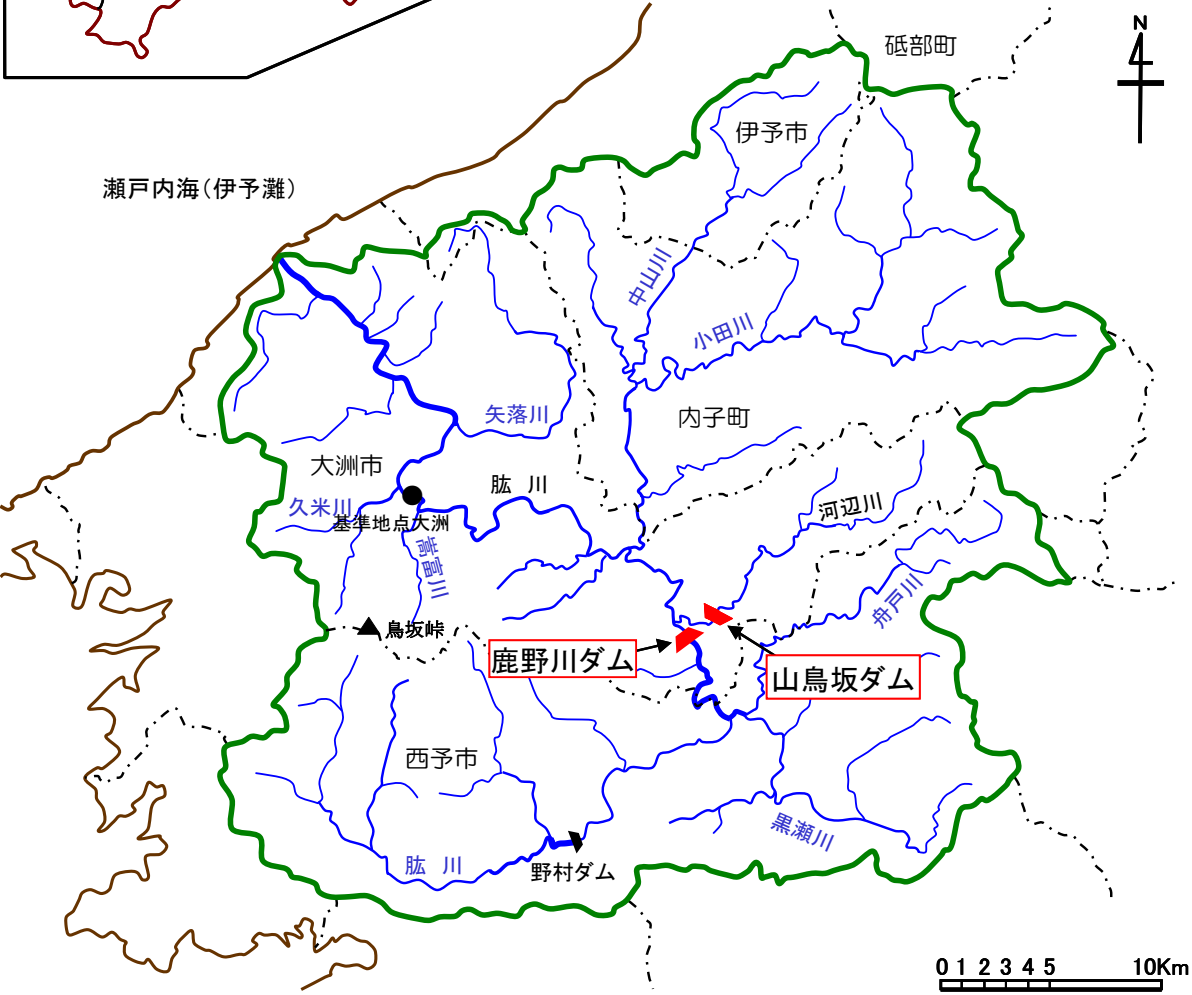 砥部町
N
伊予市
瀬戸内海(伊予灘)
中山川
小田川
矢落川
内子町
大洲市
肱 川
久米川
基準地点大洲
河辺川
嵩富川
舟戸川
鳥坂峠
鹿野川ダム
山鳥坂ダム
西予市
黒瀬川
肱 川
野村ダム
0 1 2 3 4 5 10Km